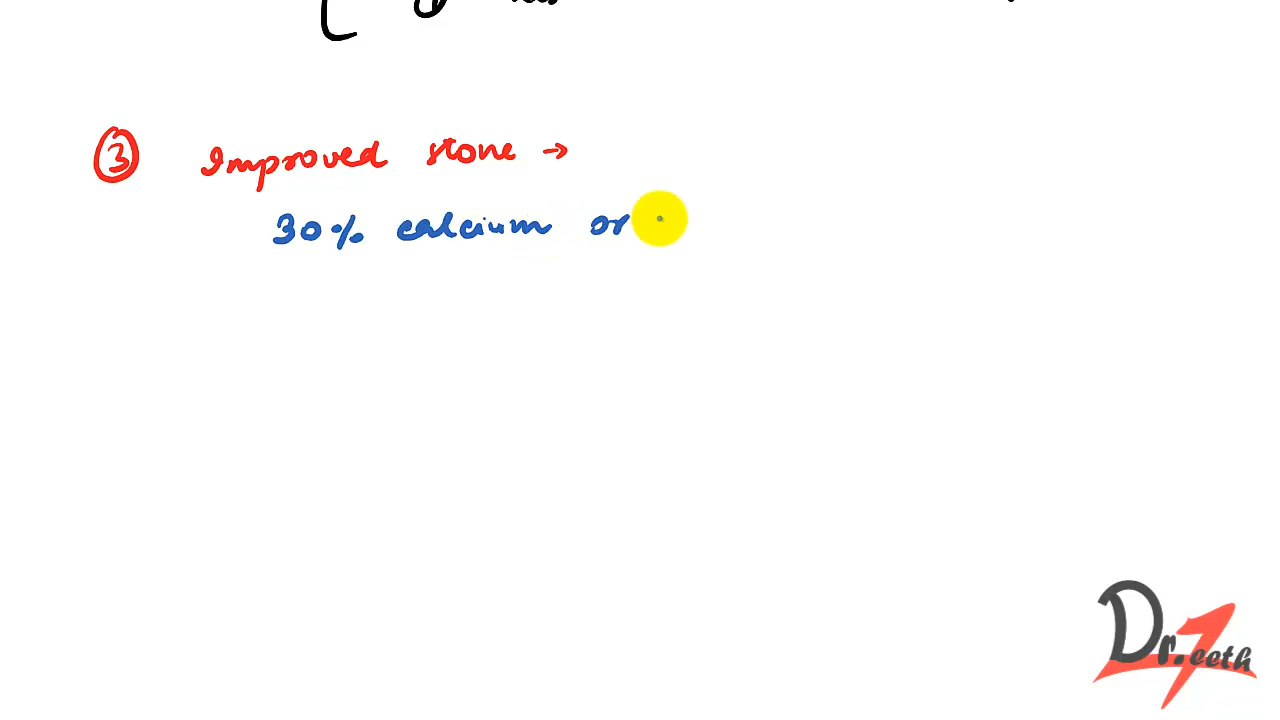 ③ Improved stone →
30% calcium or
Dr. Teeth